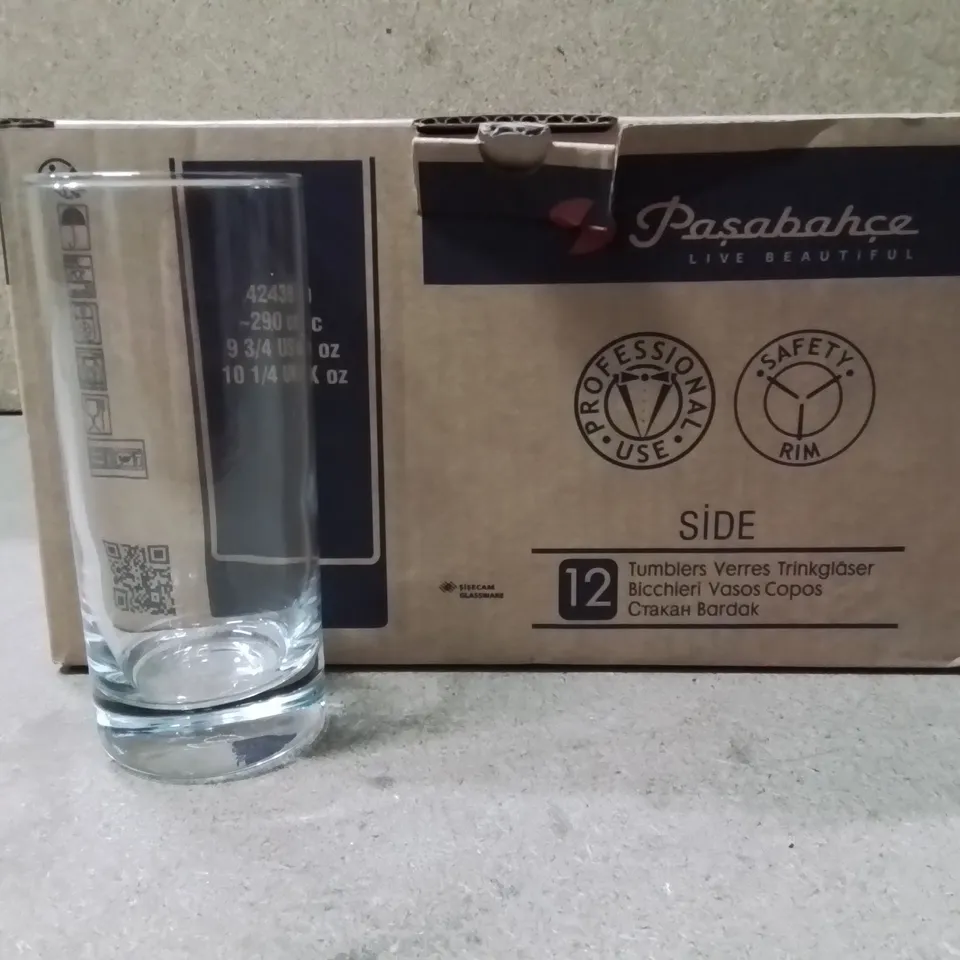 ~290
9 3/4 oz
10 1/4 oz
Paşabahçe
LIVE BEAUTiFUL
PROFESSIONAL
USE
SAFETY
RIM
SİDE
12
Tumblers Verres Trinkgläser
Bicchieri Vasos Copos
Стакан Bardak
ŞİŞECAM
GLASSWARE